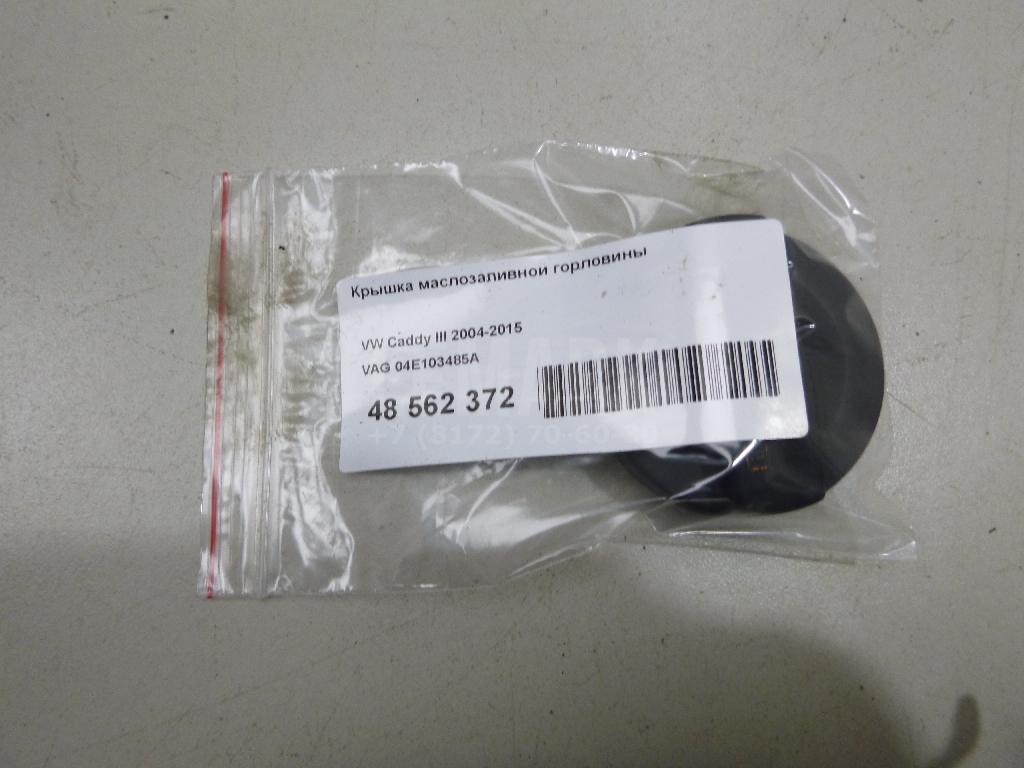 Крышка маслозаливной горловины
VW Caddy III 2004-2015
VAG 04E103485A
48 562 372